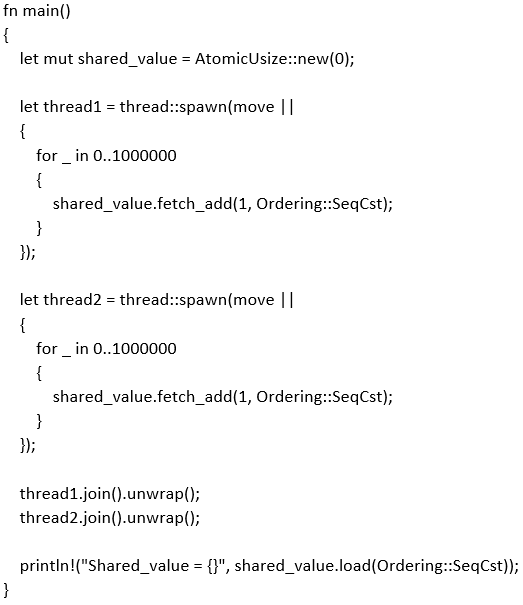 fn main()
{
let mut shared_value = AtomicUsize::new(0);
let thread1 = thread::spawn(move ||
{
for _ in 0..1000000
{
shared_value.fetch_add(1, Ordering::SeqCst);
}
});
let thread2 = thread::spawn(move ||
{
for _ in 0..1000000
{
shared_value.fetch_add(1, Ordering::SeqCst);
}
});
thread1.join().unwrap();
thread2.join().unwrap();
println!("Shared_value = {}", shared_value.load(Ordering::SeqCst));
}